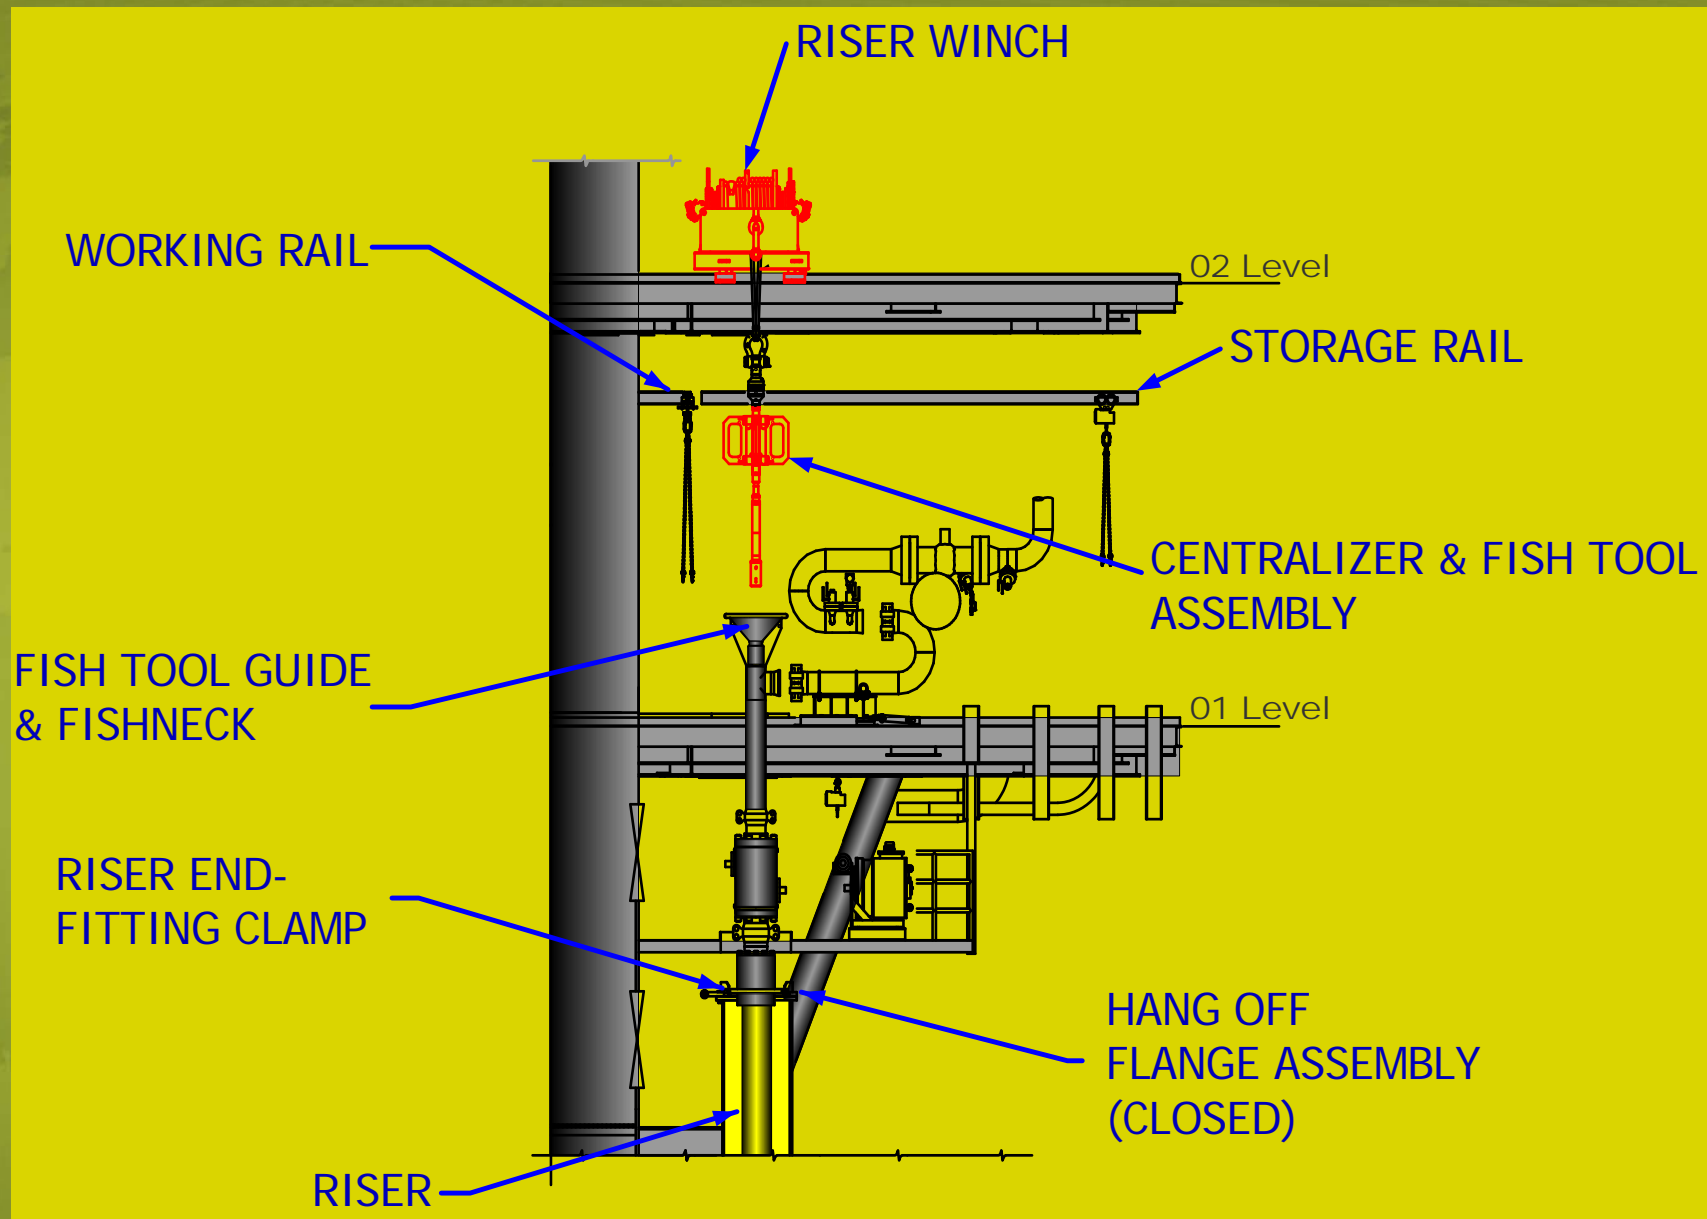 RISER WINCH
WORKING RAIL
02 Level
STORAGE RAIL
CENTRALIZER & FISH TOOL
ASSEMBLY
FISH TOOL GUIDE
& FISHNECK
01 Level
RISER END-
FITTING CLAMP
HANG OFF
FLANGE ASSEMBLY
(CLOSED)
RISER